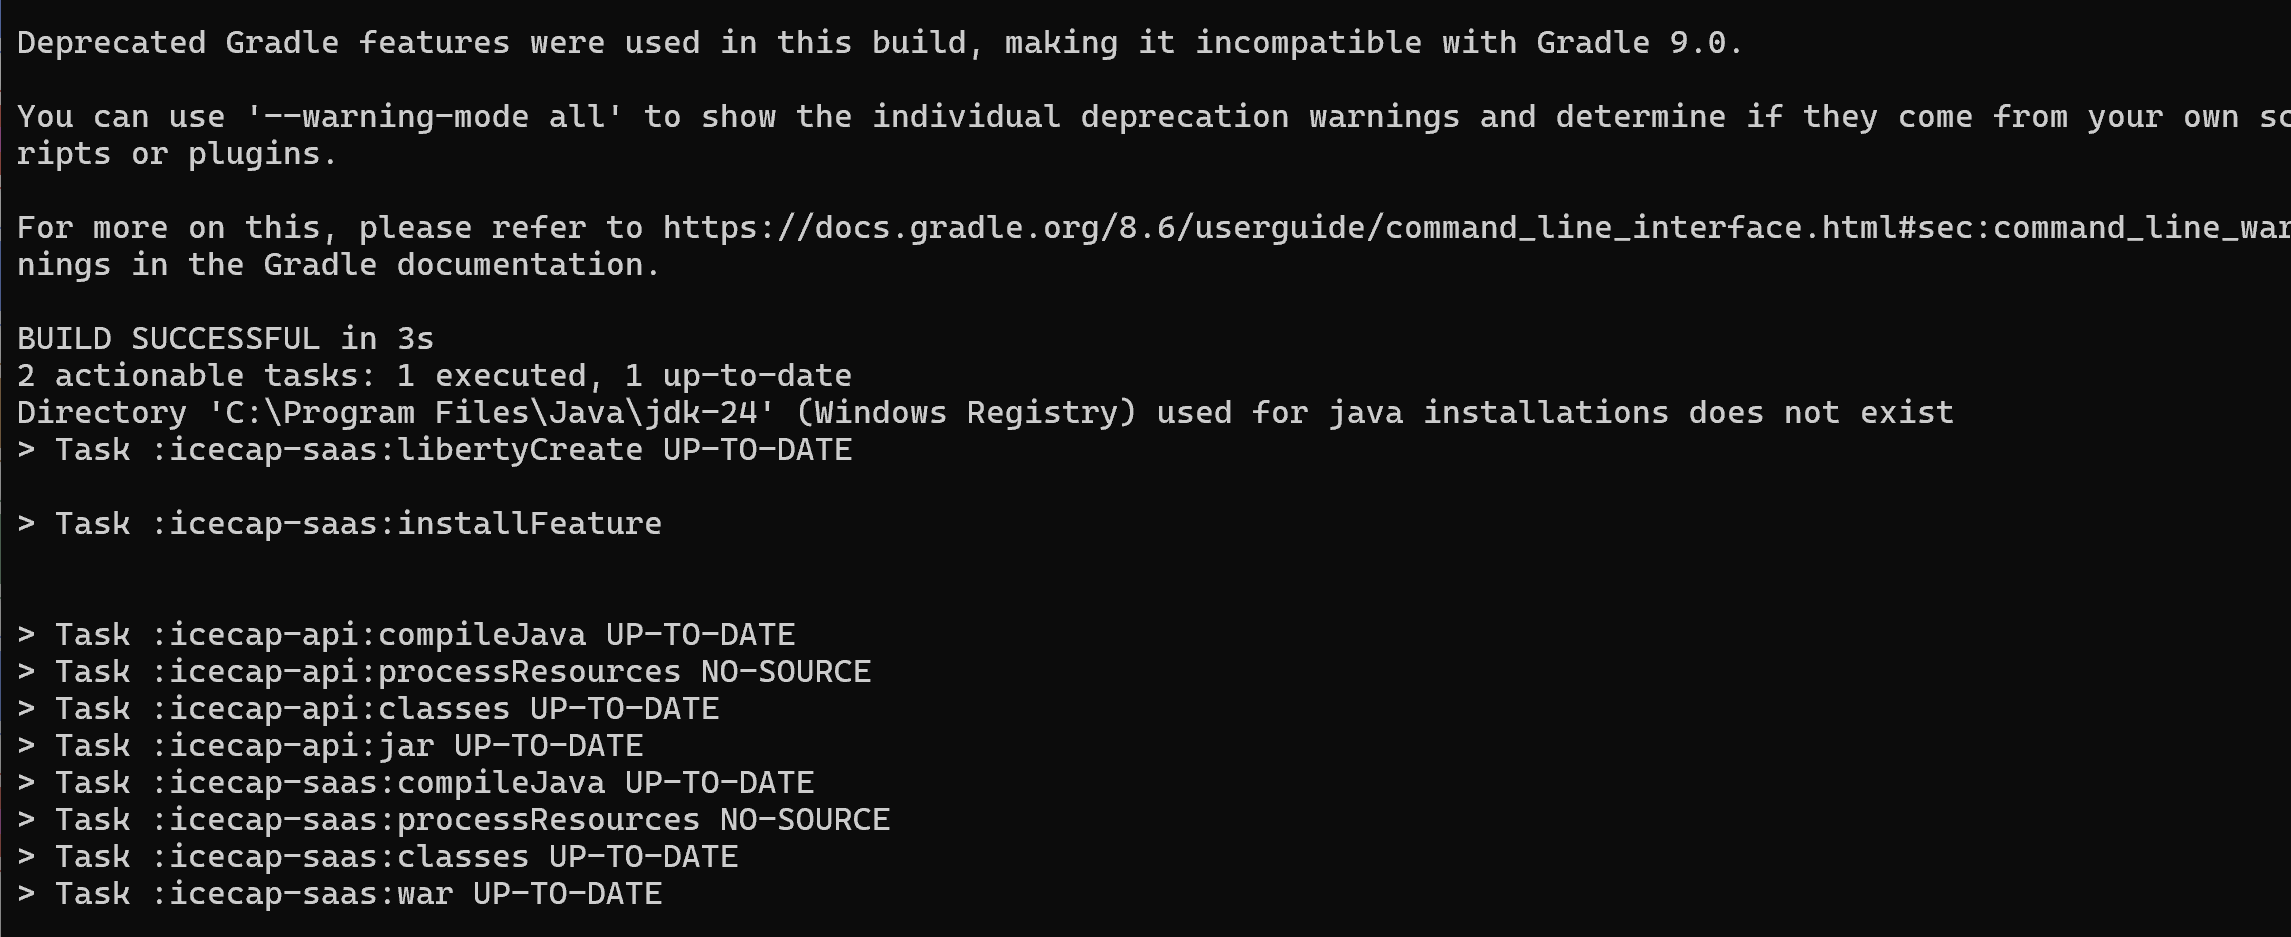 Deprecated Gradle features were used in this build, making it incompatible with Gradle 9.0.
You can use '--warning-mode all' to show the individual deprecation warnings and determine if they come from your own sc
ripts or plugins.
For more on this, please refer to https://docs.gradle.org/8.6/userguide/command_line_interface.html#sec:command_line_war
nings in the Gradle documentation.
BUILD SUCCESSFUL in 3s
2 actionable tasks: 1 executed, 1 up-to-date
Directory 'C:\Program Files\Java\jdk-24' (Windows Registry) used for java installations does not exist
> Task :icecap-saas:libertyCreate UP-TO-DATE
> Task :icecap-saas:installFeature
> Task :icecap-api:compileJava UP-TO-DATE
> Task :icecap-api:processResources NO-SOURCE
> Task :icecap-api:classes UP-TO-DATE
> Task :icecap-api:jar UP-TO-DATE
> Task :icecap-saas:compileJava UP-TO-DATE
> Task :icecap-saas:processResources NO-SOURCE
> Task :icecap-saas:classes UP-TO-DATE
> Task :icecap-saas:war UP-TO-DATE